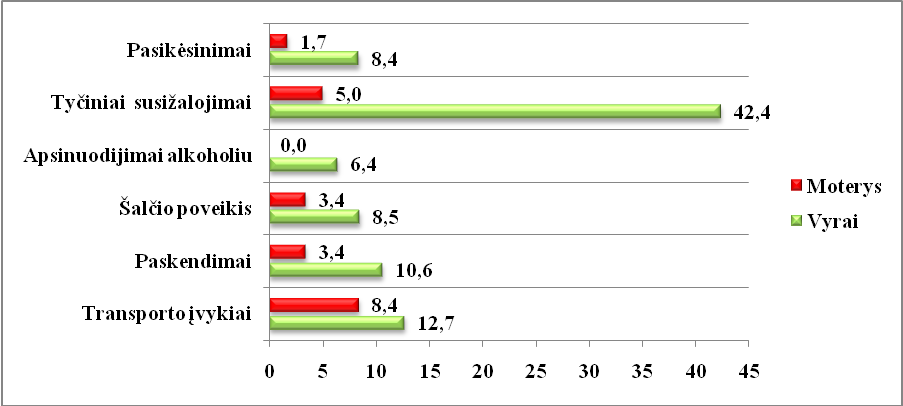 Pasikėsinimai
1,7
8,4
Tyčiniai susižalojimai
5,0
42,4
Apsinuodijimai alkoholiu
0,0
6,4
Šalčio poveikis
3,4
8,5
Paskendimai
3,4
10,6
Transporto įvykiai
8,4
12,7
0 5 10 15 20 25 30 35 40 45
Moterys
Vyrai